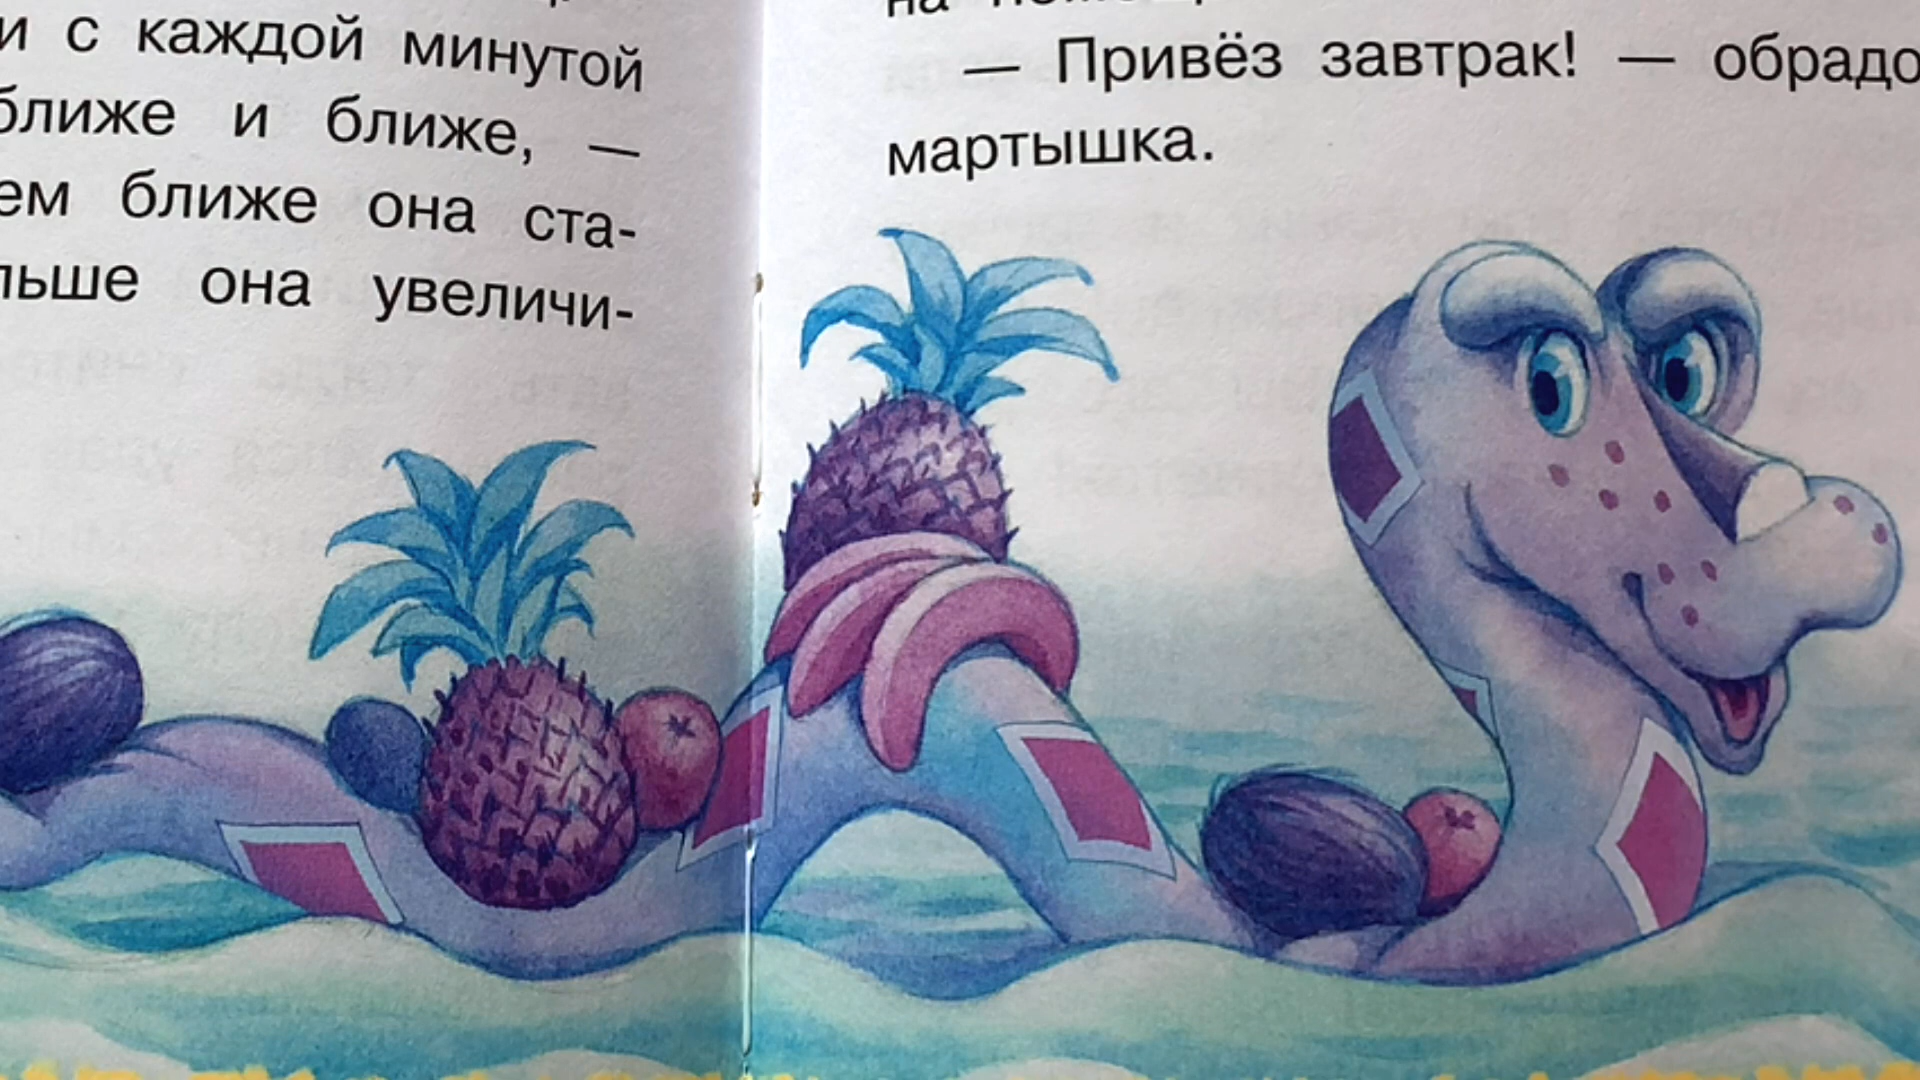 и с каждой минутой
ближе и ближе, —
ем ближе она ста-
льше она увеличи-
— Привёз завтрак! — обрадо
мартышка.